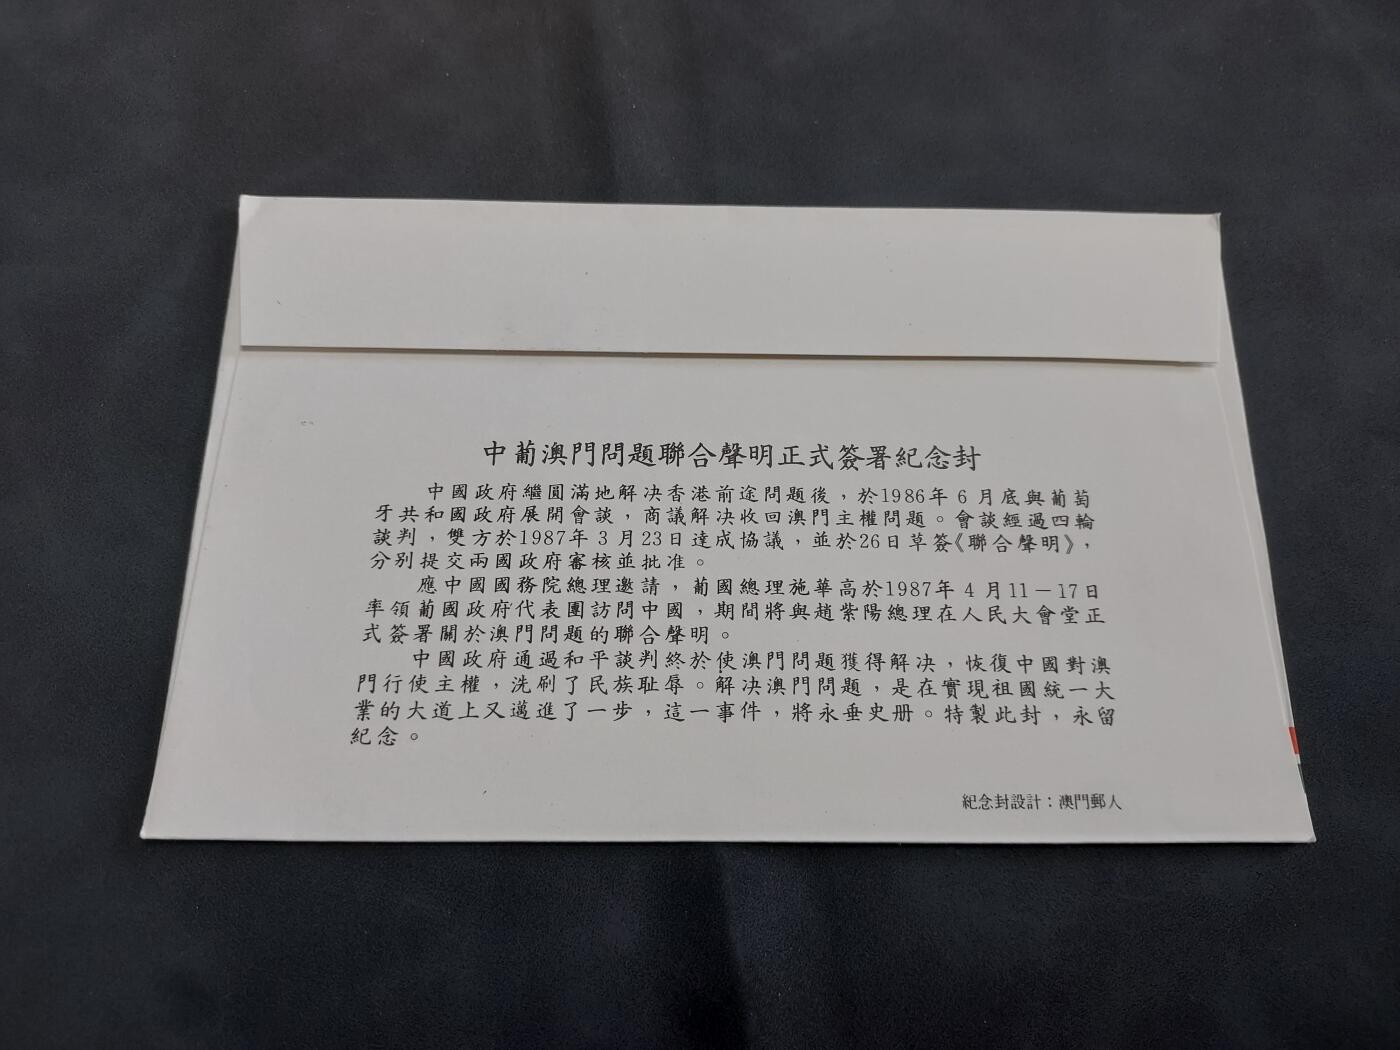 中葡澳門問題聯合聲明正式簽署紀念封
中國政府繼圓滿地解决香港前途問題後，於1986年6月底與葡萄
牙共和國政府展開會談，商議解决收回澳門主權問題。會談經過四輪
談判，雙方於1987年3月23日達成協議，並於26日草簽《聯合聲明》，
分別提交兩國政府審核並批准。
應中國國務院總理邀請，葡國總理施華高於1987年4月11－17日
率領葡國政府代表團訪問中國，期間將與趙紫陽總理在人民大會堂正
式簽署關於澳門問題的聯合聲明。
中國政府通過和平談判終於使澳門問題獲得解决，恢復中國對澳
門行使主權，洗刷了民族耻辱。解决澳門問題，是在實現祖國統一大
業的大道上又邁進了一步，這一事件，將永垂史册。特製此封，永留
紀念。
紀念封設計：澳門郵人